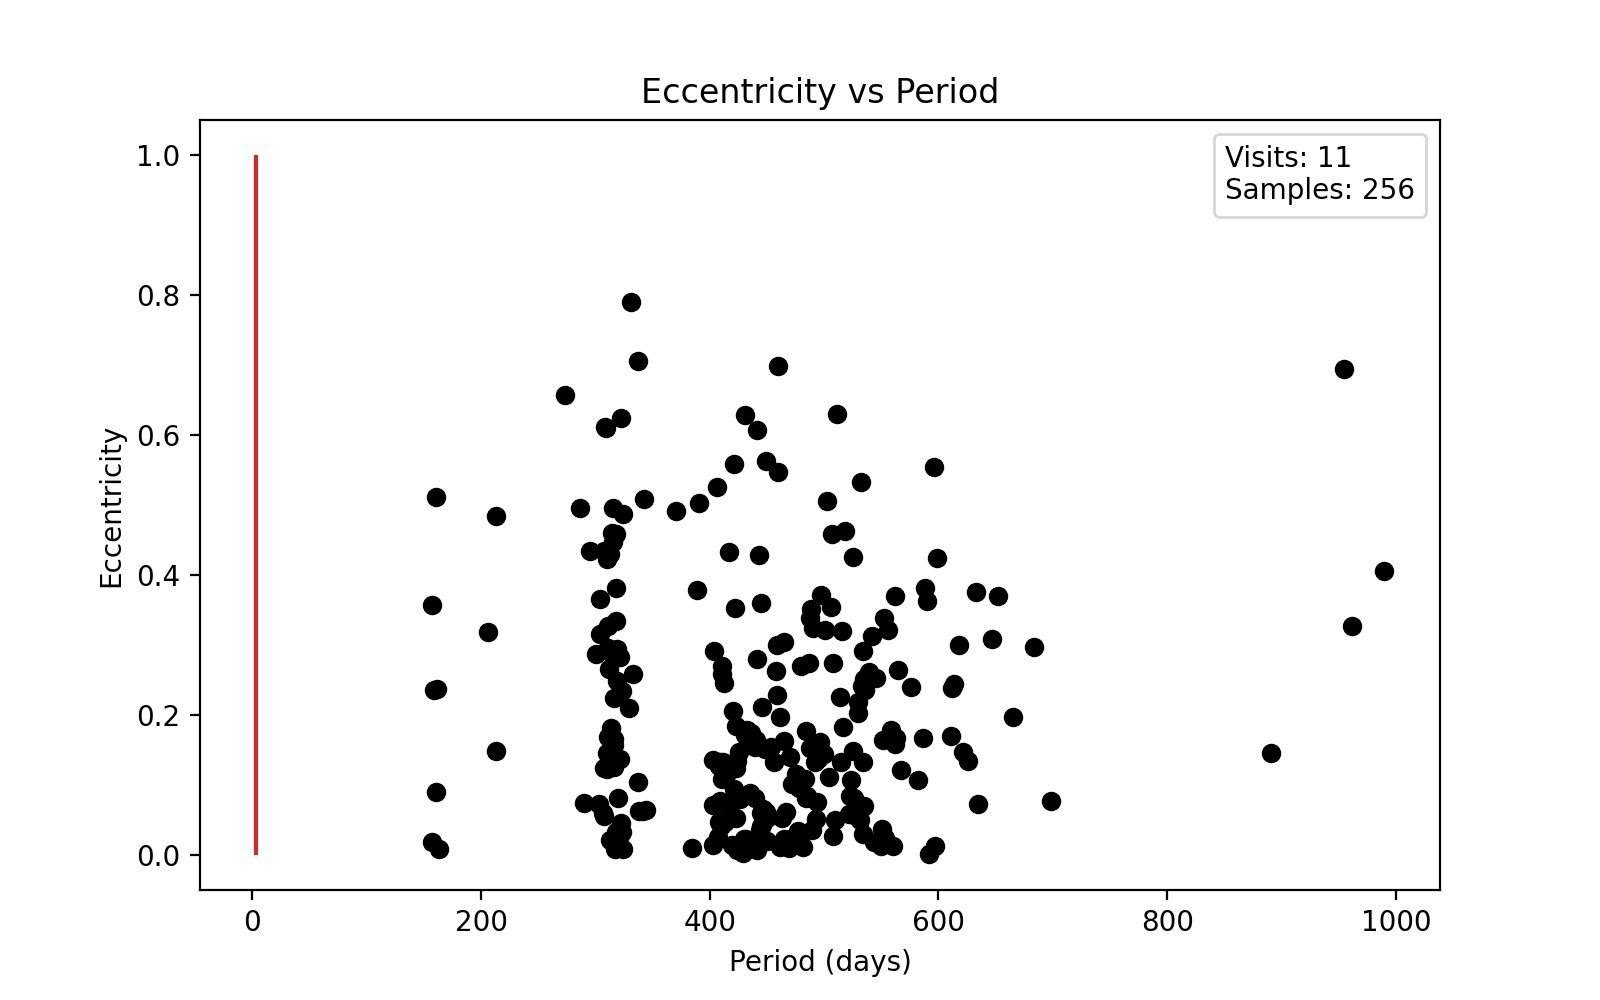 Eccentricity vs Period
Visits: 11
Samples: 256
1.0
0.8
0.6
0.4
0.2
0.0
Eccentricity
0 200 400 600 800 1000
Period (days)